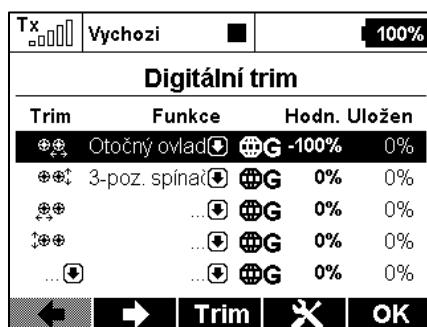 Tx Vychozi 100%
Digitální trim
Trim Funkce Hodn. Uložen
Otočný ovlad G -100% 0%
3-poz. spínač G 0% 0%
... G 0% 0%
... G 0% 0%
... ... G 0% 0%
Trim OK